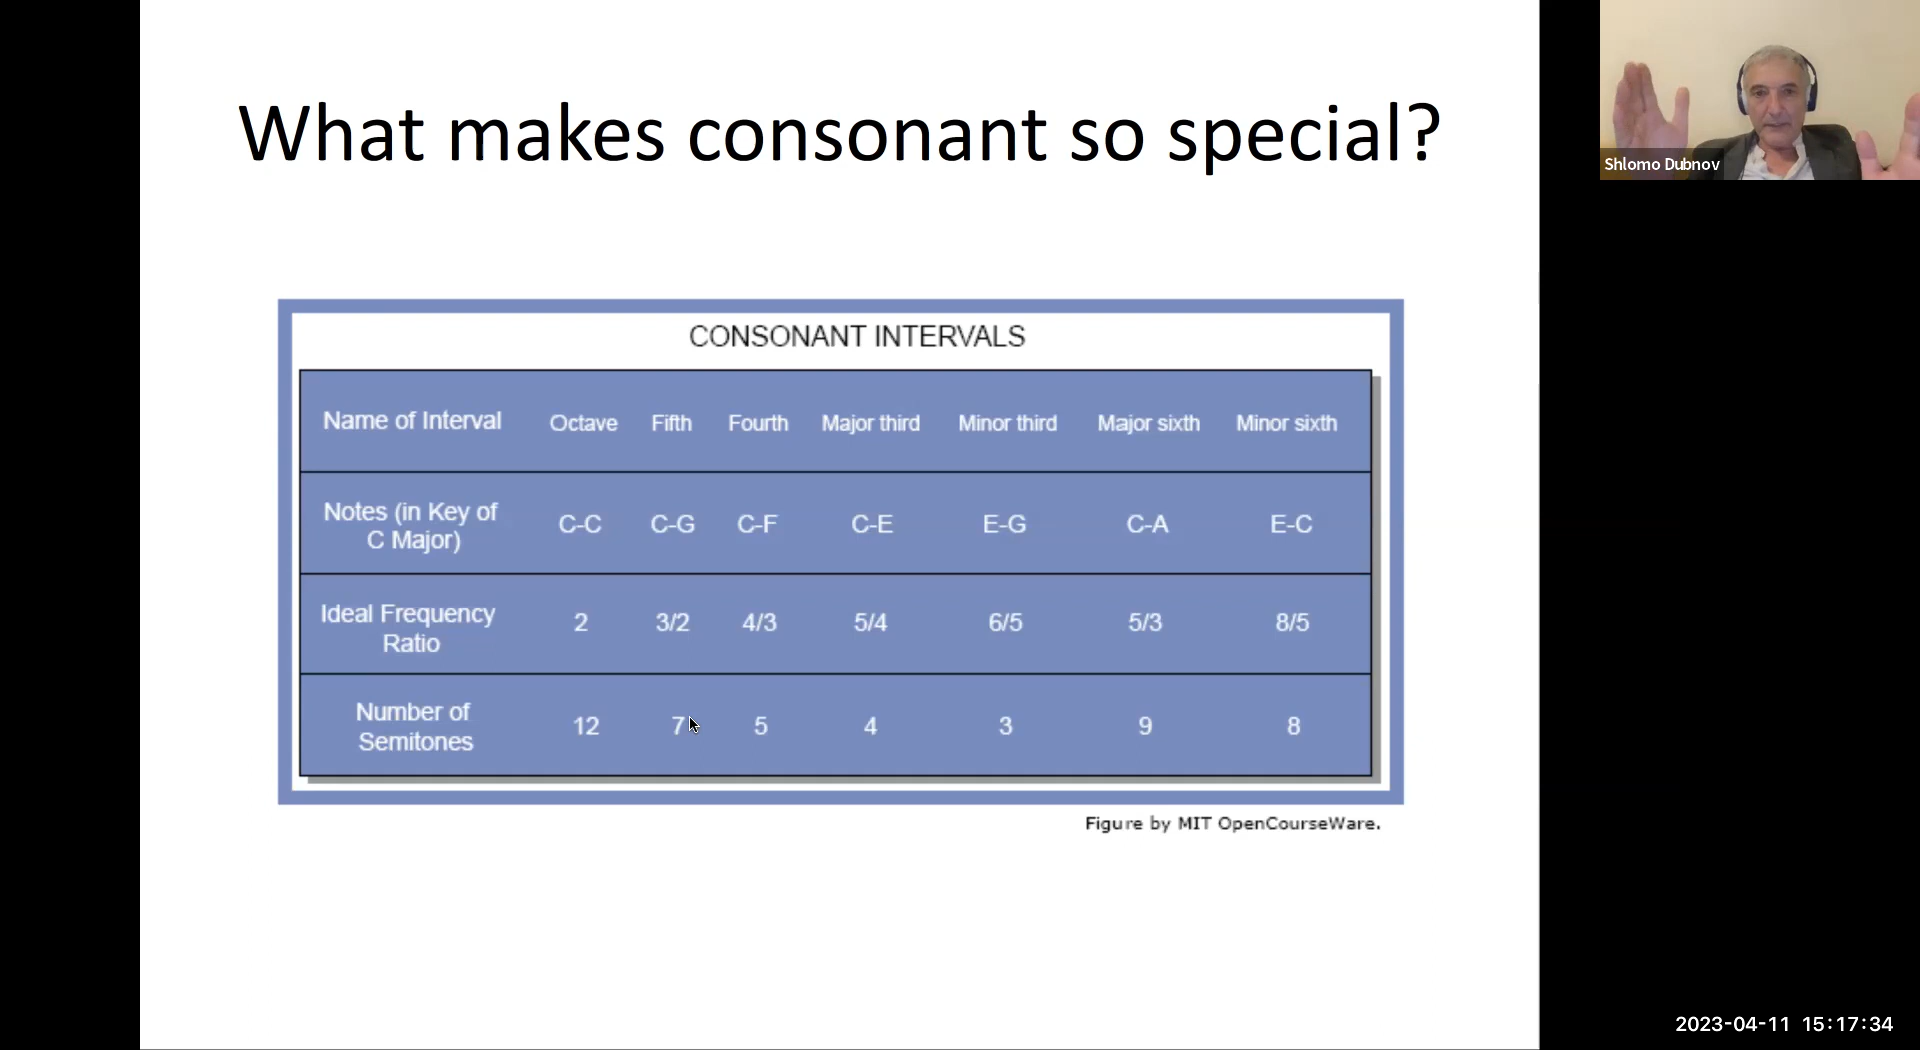 What makes consonant so special?
Shlomo Dubnov
CONSONANT INTERVALS
Name of Interval Octave Fifth Fourth Major third Minor third Major sixth Minor sixth
Notes (in Key of
C Major) C-C C-G C-F C-E E-G C-A E-C
Ideal Frequency
Ratio 2 3/2 4/3 5/4 6/5 5/3 8/5
Number of
Semitones 12 7 5 4 3 9 8
Figure by MIT OpenCourseWare.
2023-04-11 15:17:34